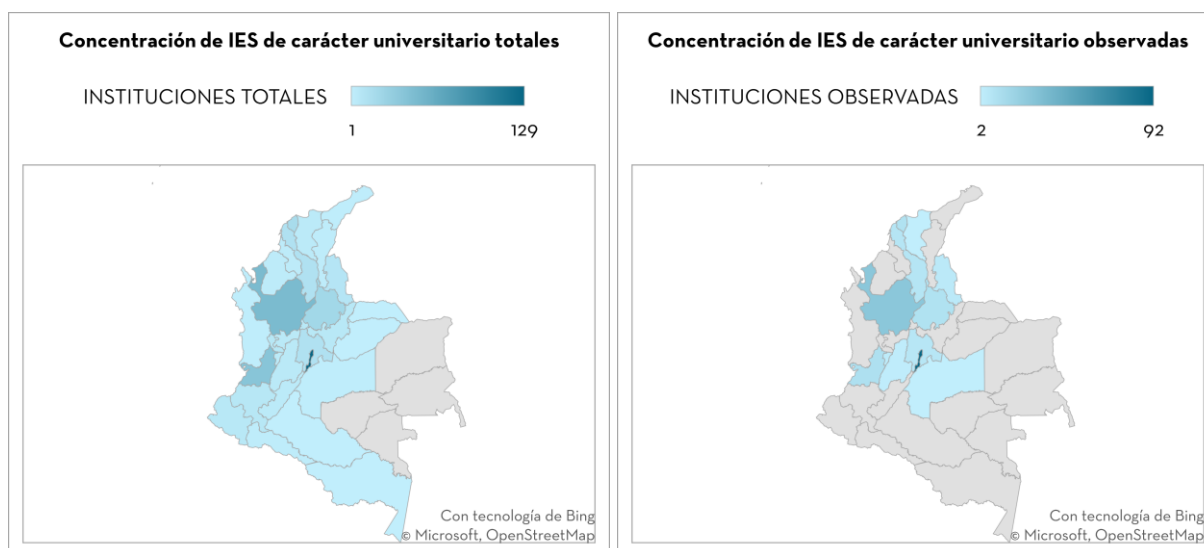 Concentración de IES de carácter universitario totales
INSTITUCIONES TOTALES
1
129
Con tecnología de Bing
© Microsoft, OpenStreetMap
Concentración de IES de carácter universitario observadas
INSTITUCIONES OBSERVADAS
2
92
Con tecnología de Bing
© Microsoft, OpenStreetMap